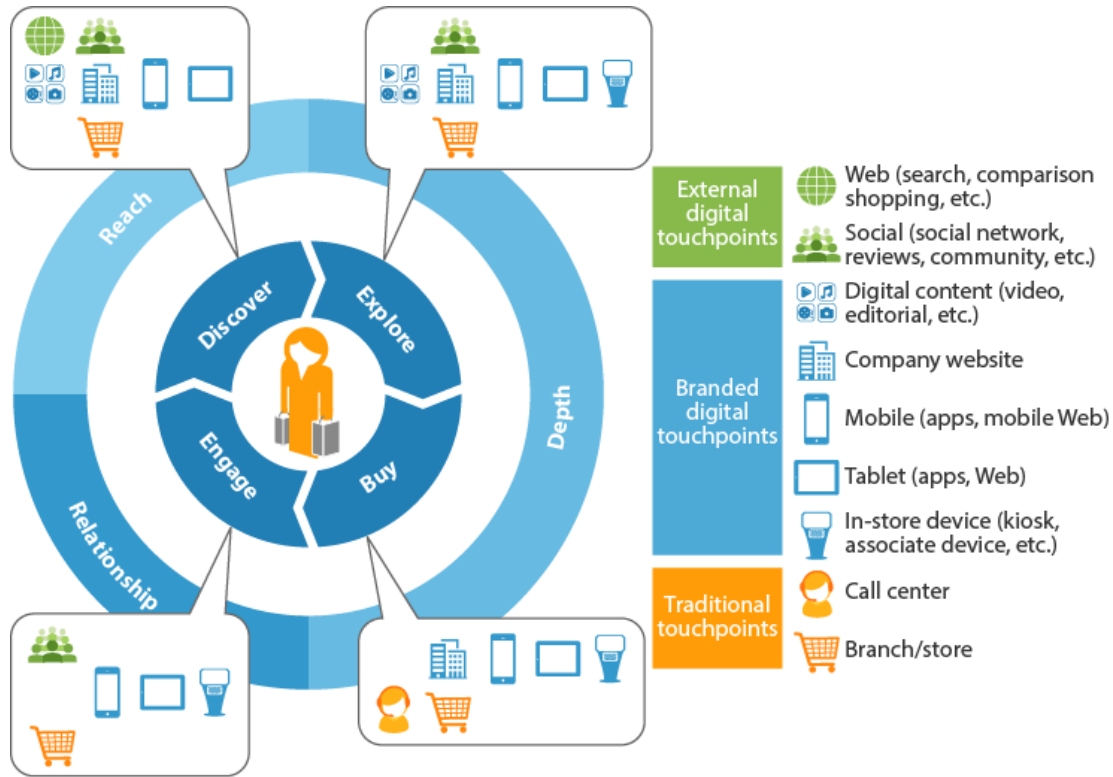 Reach
Depth
Relationship
Discover
Explore
Engage
Buy
External
digital
touchpoints
Web (search, comparison
shopping, etc.)
Social (social network,
reviews, community, etc.)
Branded
digital
touchpoints
Digital content (video,
editorial, etc.)
Company website
Mobile (apps, mobile Web)
Tablet (apps, Web)
In-store device (kiosk,
associate device, etc.)
Traditional
touchpoints
Call center
Branch/store